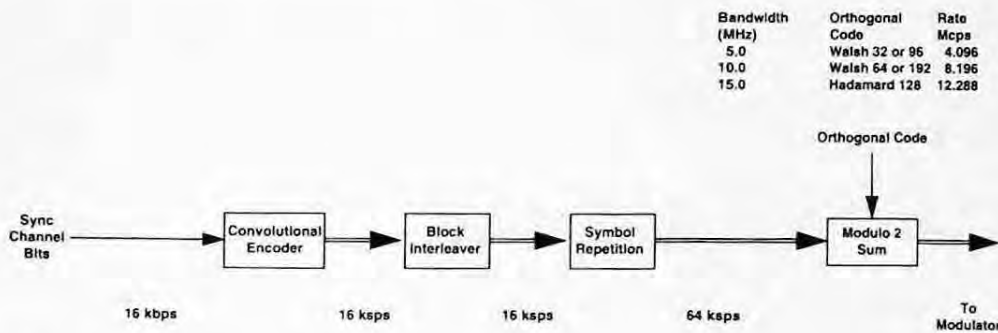 Bandwidth Orthogonal Rate
(MHz) Code Mcps
5.0 Walsh 32 or 96 4.096
10.0 Walsh 64 or 192 8.196
15.0 Hadamard 128 12.288
Orthogonal Code
Sync
Channel
Bits
Convolutional
Encoder
Block
Interleaver
Symbol
Repetition
Modulo 2
Sum
16 kbps
16 ksps
16 ksps
64 ksps
To
Modulator